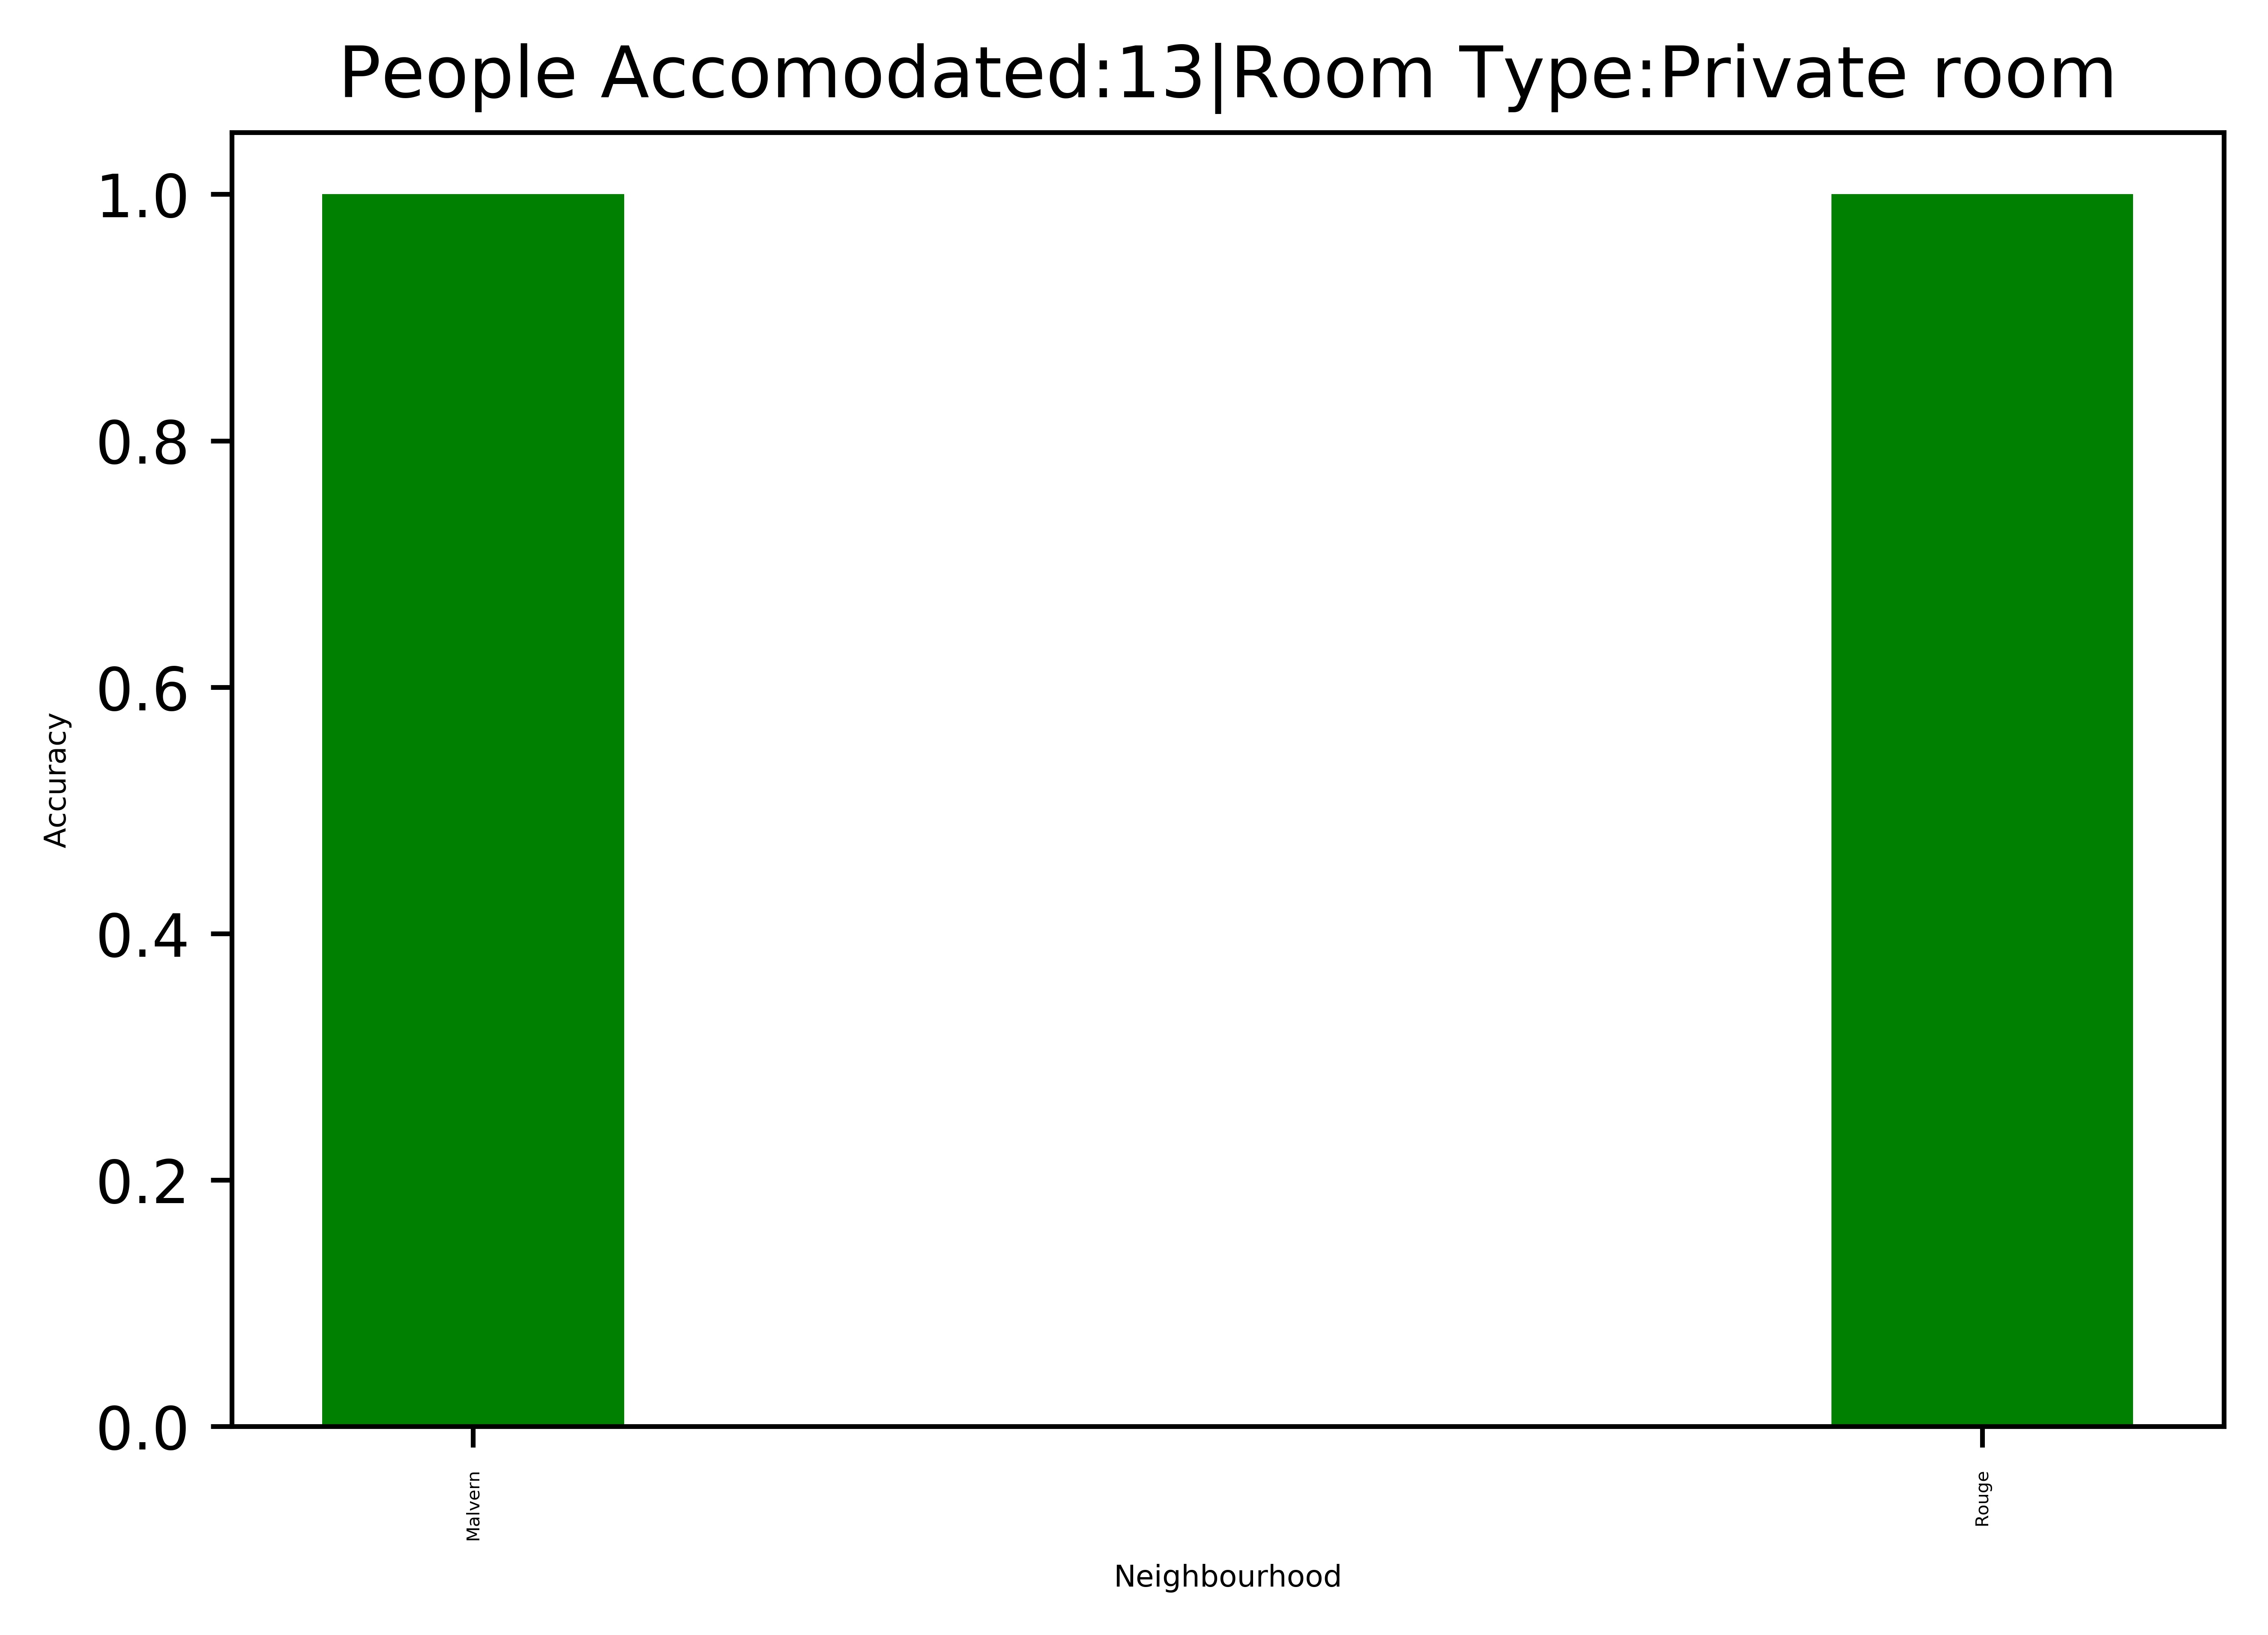 People Accomodated:13|Room Type:Private room
1.0
0.8
0.6
0.4
0.2
0.0
Accuracy
Malvern
Rouge
Neighbourhood